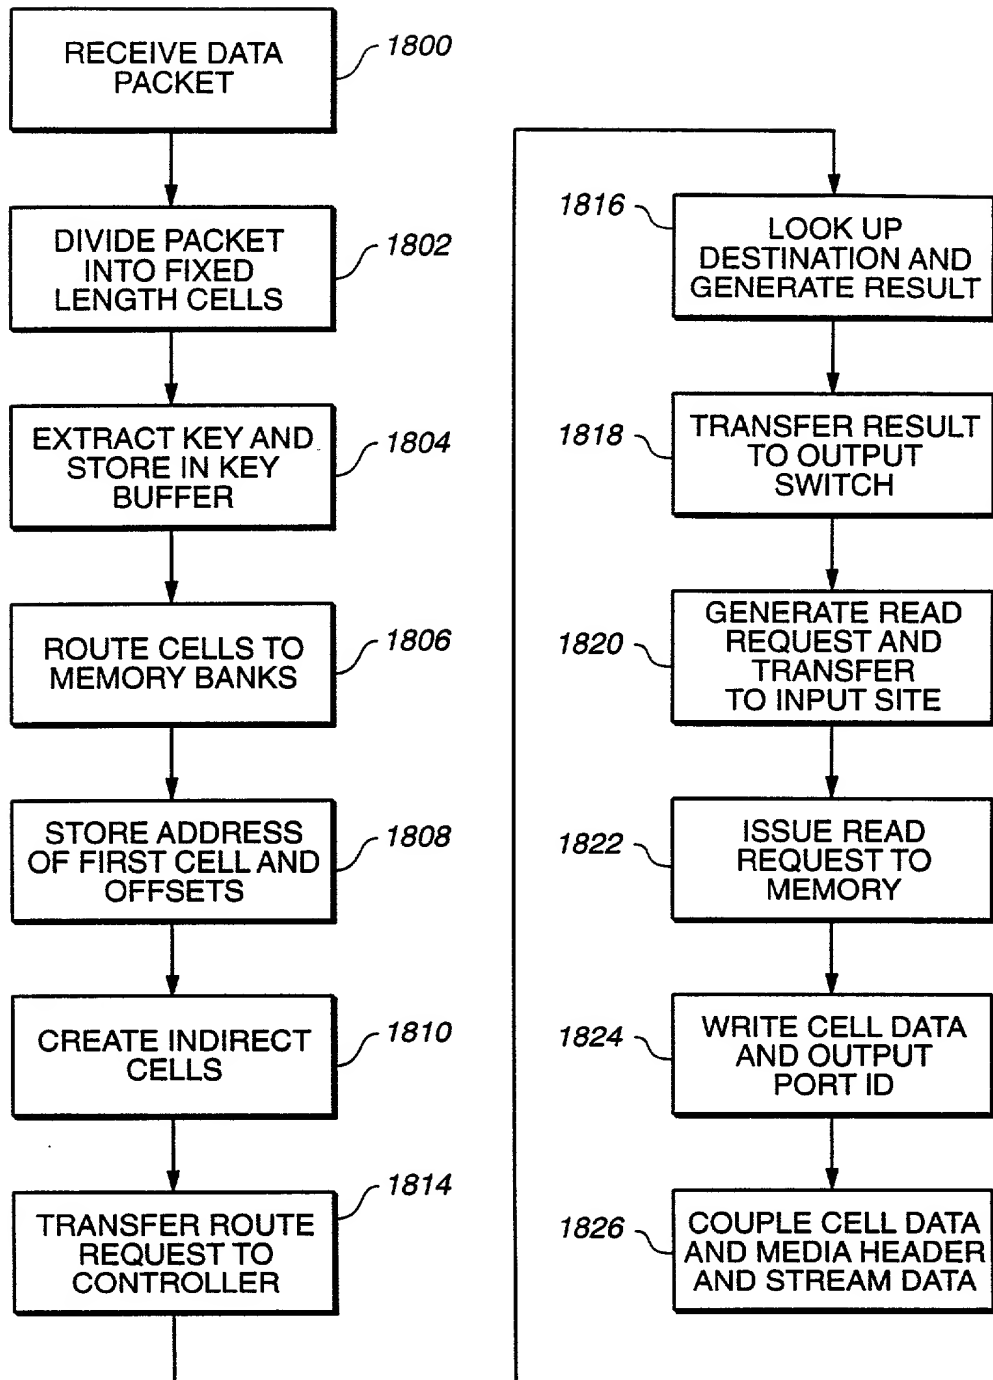 RECEIVE DATA
PACKET
1800
DIVIDE PACKET
INTO FIXED
LENGTH CELLS
1802
EXTRACT KEY AND
STORE IN KEY
BUFFER
1804
ROUTE CELLS TO
MEMORY BANKS
1806
STORE ADDRESS
OF FIRST CELL AND
OFFSETS
1808
CREATE INDIRECT
CELLS
1810
TRANSFER ROUTE
REQUEST TO
CONTROLLER
1814
1816
LOOK UP
DESTINATION AND
GENERATE RESULT
1818
TRANSFER RESULT
TO OUTPUT
SWITCH
1820
GENERATE READ
REQUEST AND
TRANSFER
TO INPUT SITE
1822
ISSUE READ
REQUEST TO
MEMORY
1824
WRITE CELL DATA
AND OUTPUT
PORT ID
1826
COUPLE CELL DATA
AND MEDIA HEADER
AND STREAM DATA